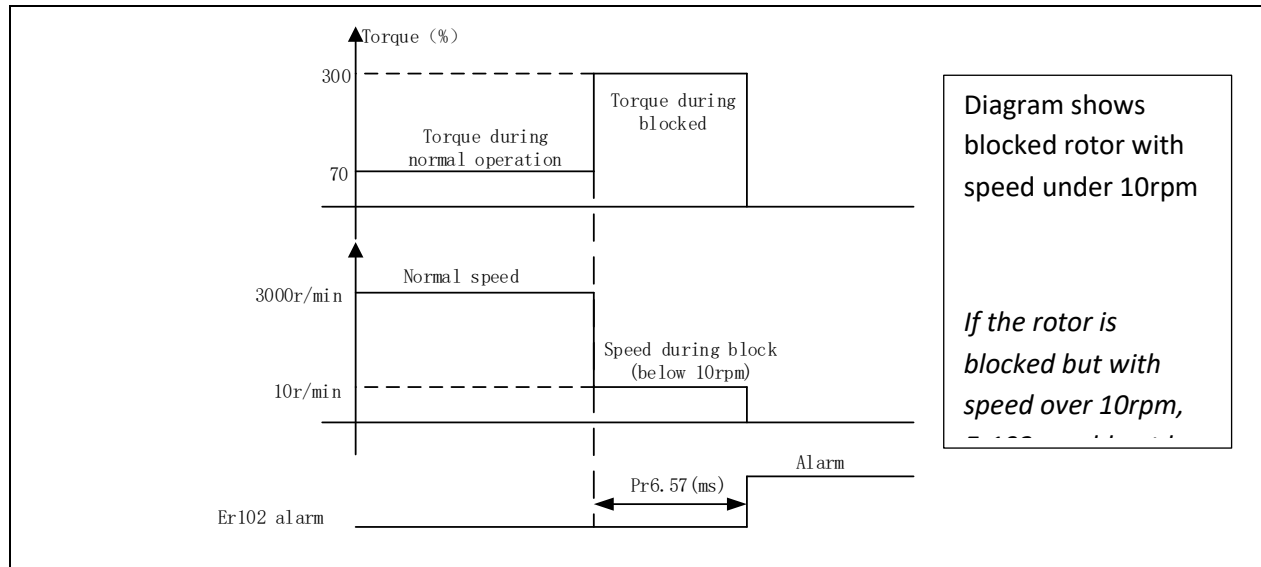 Torque（%）
300
Torque during
blocked
Torque during
normal operation
70
Normal speed
3000r/min
Speed during block
(below 10rpm)
10r/min
Alarm
Pr6.57(ms)
Er102 alarm
Diagram shows
blocked rotor with
speed under 10rpm
If the rotor is
blocked but with
speed over 10rpm,